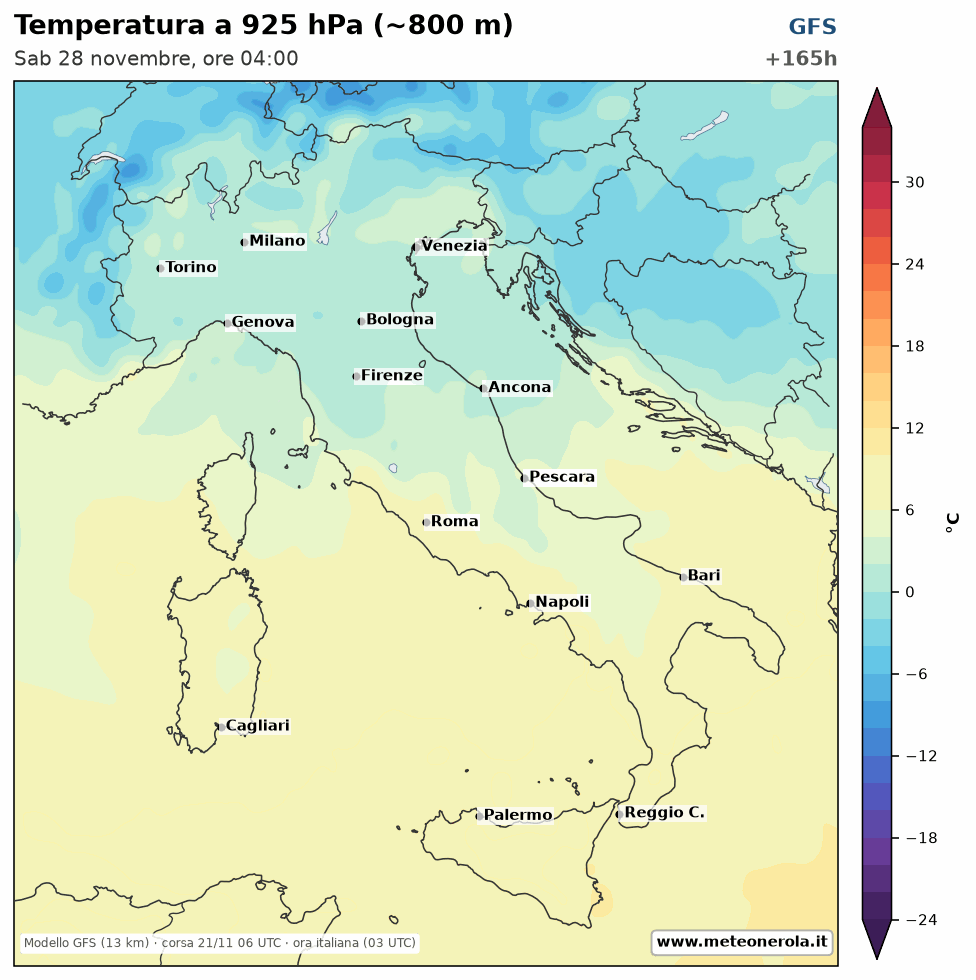 Temperatura a 925 hPa (~800 m)
GFS
Sab 28 novembre, ore 04:00
+165h
Milano
Venezia
Torino
Genova
Bologna
Firenze
Ancona
Pescara
Roma
Bari
Napoli
Cagliari
Palermo
Reggio C.
30
24
18
12
6
0
−6
−12
−18
−24
°C
Modello GFS (13 km) · corsa 21/11 06 UTC · ora italiana (03 UTC)
www.meteonerola.it